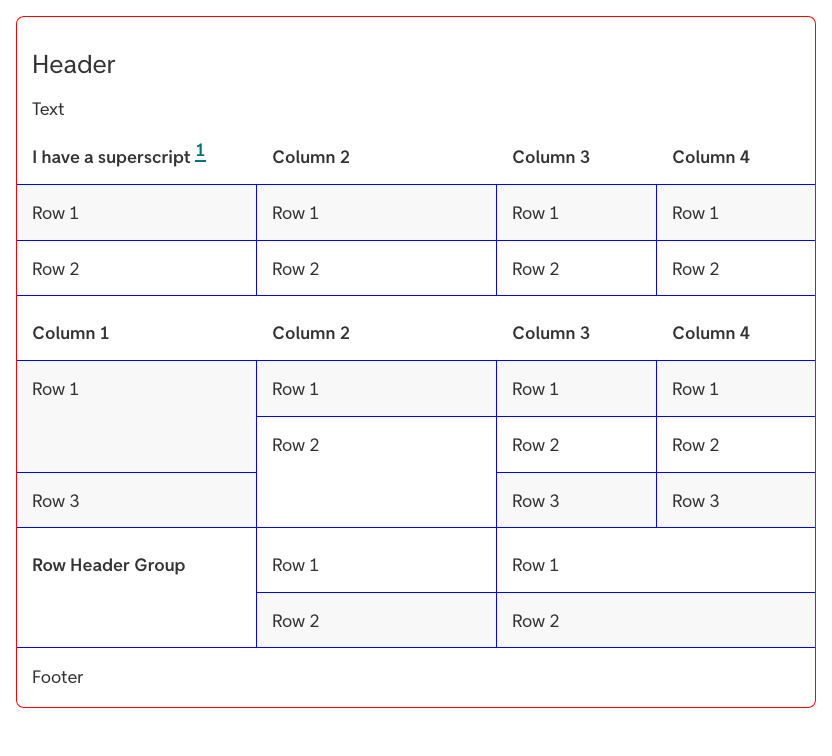 Header
Text
I have a superscript 1 Column 2 Column 3 Column 4
Row 1 Row 1 Row 1 Row 1
Row 2 Row 2 Row 2 Row 2
Column 1 Column 2 Column 3 Column 4
Row 1 Row 1 Row 1 Row 1
Row 2 Row 2 Row 2
Row 3 Row 3 Row 3
Row Header Group Row 1 Row 1
Row 2 Row 2
Footer